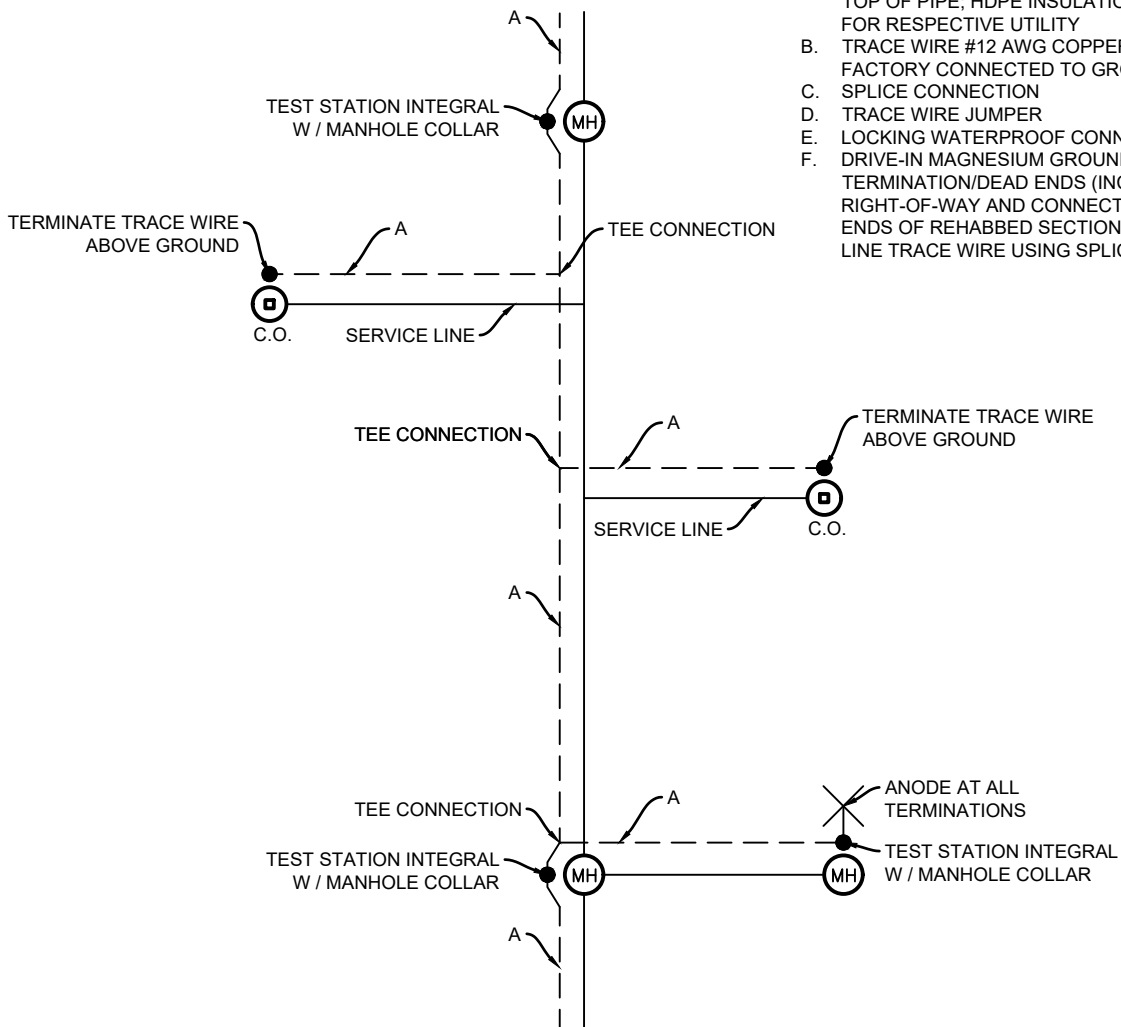 TOP OF PIPE, HDPE INSULATIO
FOR RESPECTIVE UTILITY
B. TRACE WIRE #12 AWG COPPER
FACTORY CONNECTED TO GRO
C. SPLICE CONNECTION
D. TRACE WIRE JUMPER
E. LOCKING WATERPROOF CONN
F. DRIVE-IN MAGNESIUM GROUN
TERMINATION/DEAD ENDS (INC
RIGHT-OF-WAY AND CONNECT
ENDS OF REHABBED SECTION
LINE TRACE WIRE USING SPLIC
A
TEST STATION INTEGRAL
W / MANHOLE COLLAR
MH
TERMINATE TRACE WIRE
ABOVE GROUND
A
TEE CONNECTION
C.O.
SERVICE LINE
TEE CONNECTION
A
TERMINATE TRACE WIRE
ABOVE GROUND
SERVICE LINE
C.O.
A
TEE CONNECTION
A
ANODE AT ALL
TERMINATIONS
TEST STATION INTEGRAL
W / MANHOLE COLLAR
MH
MH
TEST STATION INTEGRAL
W / MANHOLE COLLAR
A